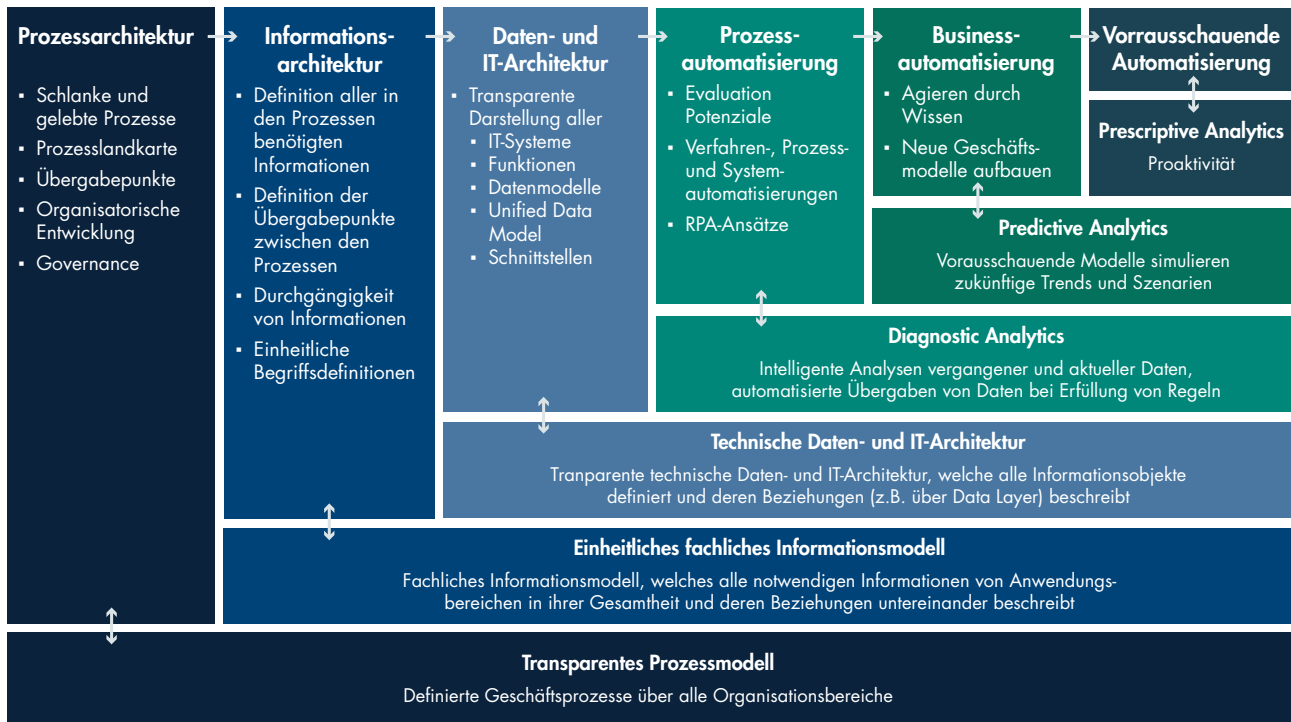 Prozessarchitektur
▪ Schlanke und
gelebte Prozesse
▪ Prozesslandkarte
▪ Übergabepunkte
▪ Organisatorische
Entwicklung
▪ Governance
Informations-
architektur
▪ Definition aller in
den Prozessen
benötigten
Informationen
▪ Definition der
Übergabepunkte
zwischen den
Prozessen
▪ Durchgängigkeit
von Informationen
▪ Einheitliche
Begriffsdefinitionen
Daten- und
IT-Architektur
▪ Transparente
Darstellung aller
▪ IT-Systeme
▪ Funktionen
▪ Datenmodelle
▪ Unified Data
Model
▪ Schnittstellen
Prozess-
automatisierung
▪ Evaluation
Potenziale
▪ Verfahren-, Prozess-
und System-
automatisierungen
▪ RPA-Ansätze
Business-
automatisierung
▪ Agieren durch
Wissen
▪ Neue Geschäfts-
modelle aufbauen
Vorrausschauende
Automatisierung
Prescriptive Analytics
Proaktivität
Predictive Analytics
Vorausschauende Modelle simulieren
zukünftige Trends und Szenarien
Diagnostic Analytics
Intelligente Analysen vergangener und aktueller Daten,
automatisierte Übergaben von Daten bei Erfüllung von Regeln
Technische Daten- und IT-Architektur
Tranparente technische Daten- und IT-Architektur, welche alle Informationsobjekte
definiert und deren Beziehungen (z.B. über Data Layer) beschreibt
Einheitliches fachliches Informationsmodell
Fachliches Informationsmodell, welches alle notwendigen Informationen von Anwendungs-
bereichen in ihrer Gesamtheit und deren Beziehungen untereinander beschreibt
Transparentes Prozessmodell
Definierte Geschäftsprozesse über alle Organisationsbereiche